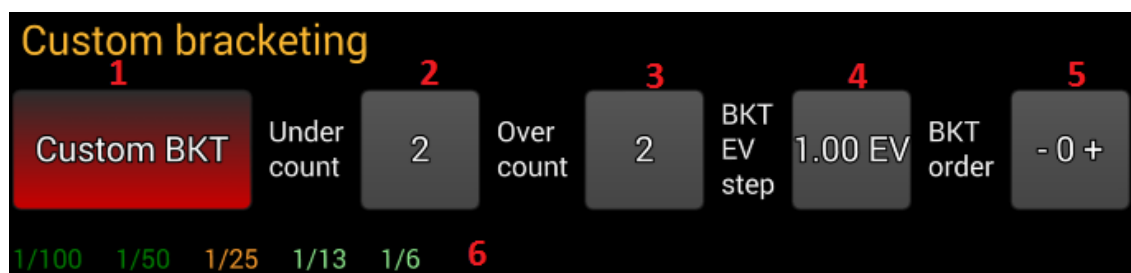 Custom bracketing
1 2 3 4 5
Custom BKT Under count 2 Over count 2 BKT EV step 1.00 EV BKT order - 0 +
1/100 1/50 1/25 1/13 1/6 6